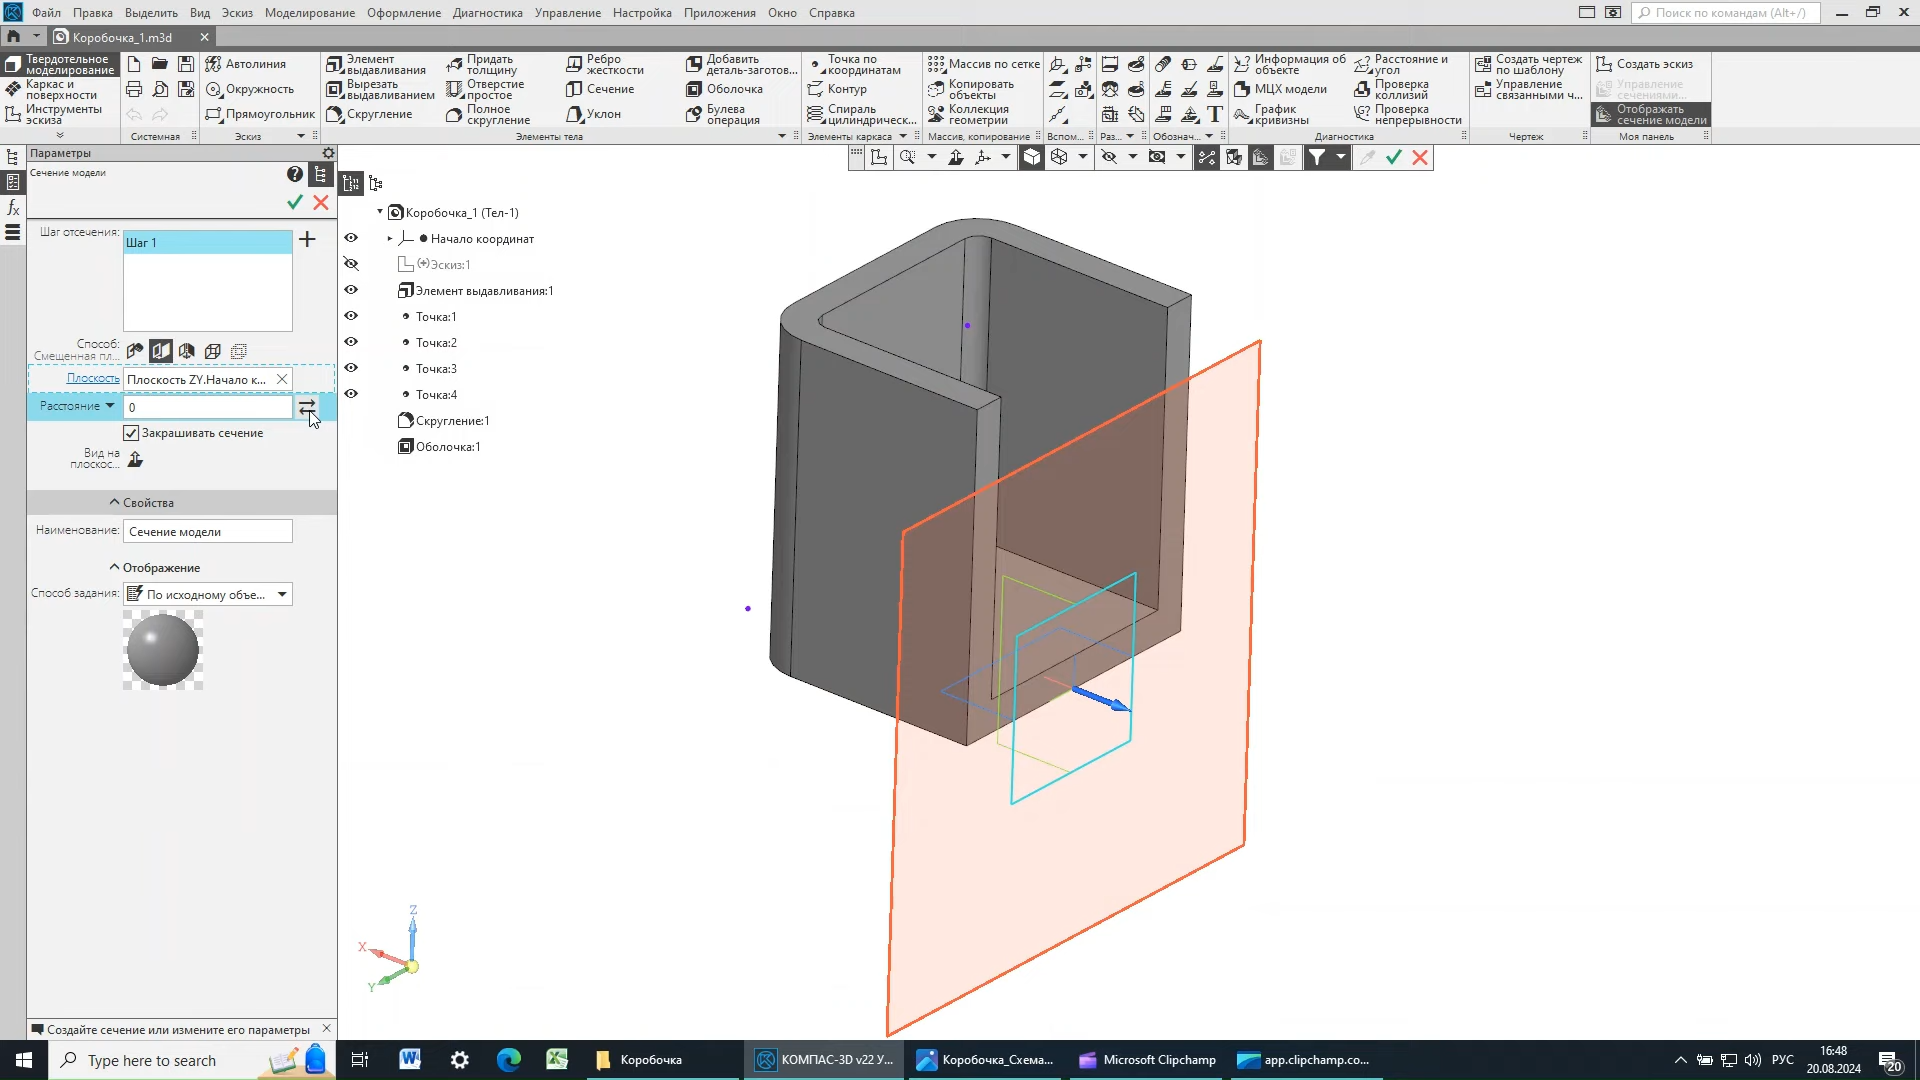 Файл Правка Выделить Вид Эскиз Моделирование Оформление Диагностика Управление Настройка Приложения Окно Справка
Поиск по командам (Alt+/)
Коробочка_1.m3d
Твердотельное моделирование
Каркас и поверхности
Инструменты эскиза
Системная
Автолиния
Окружность
Прямоугольник
Эскиз
Элемент выдавливания
Вырезать выдавливанием
Скругление
Придать толщину
Отверстие простое
Полное скругление
Ребро жесткости
Сечение
Уклон
Добавить деталь-заготов...
Оболочка
Булева операция
Элементы тела
Точка по координатам
Контур
Спираль цилиндрическ...
Элементы каркаса
Массив по сетке
Копировать объекты
Коллекция геометрии
Массив, копирование
Вспом...
Раз...
Обознач...
Информация об объекте
МЦХ модели
График кривизны
Расстояние и угол
Проверка коллизий
Проверка непрерывности
Диагностика
Создать чертеж по шаблону
Управление связанными ч...
Чертеж
Создать эскиз
Управление сечениями...
Отображать сечение модели
Моя панель
Параметры
Сечение модели
Шаг отсечения:
Шаг 1
Способ:
Смещенная пл...
Плоскость
Плоскость ZY.Начало к...
Расстояние
0
Закрашивать сечение
Вид на плоскос...
Свойства
Наименование:
Сечение модели
Отображение
Способ задания:
По исходному объе...
Создайте сечение или измените его параметры
Коробочка_1 (Тел-1)
Начало координат
(+)Эскиз:1
Элемент выдавливания:1
Точка:1
Точка:2
Точка:3
Точка:4
Скругление:1
Оболочка:1
Z
X
Y
Type here to search
Коробочка
КОМПАС-3D v22 У...
Коробочка_Схема...
Microsoft Clipchamp
app.clipchamp.co...
РУС
16:48
20.08.2024
20